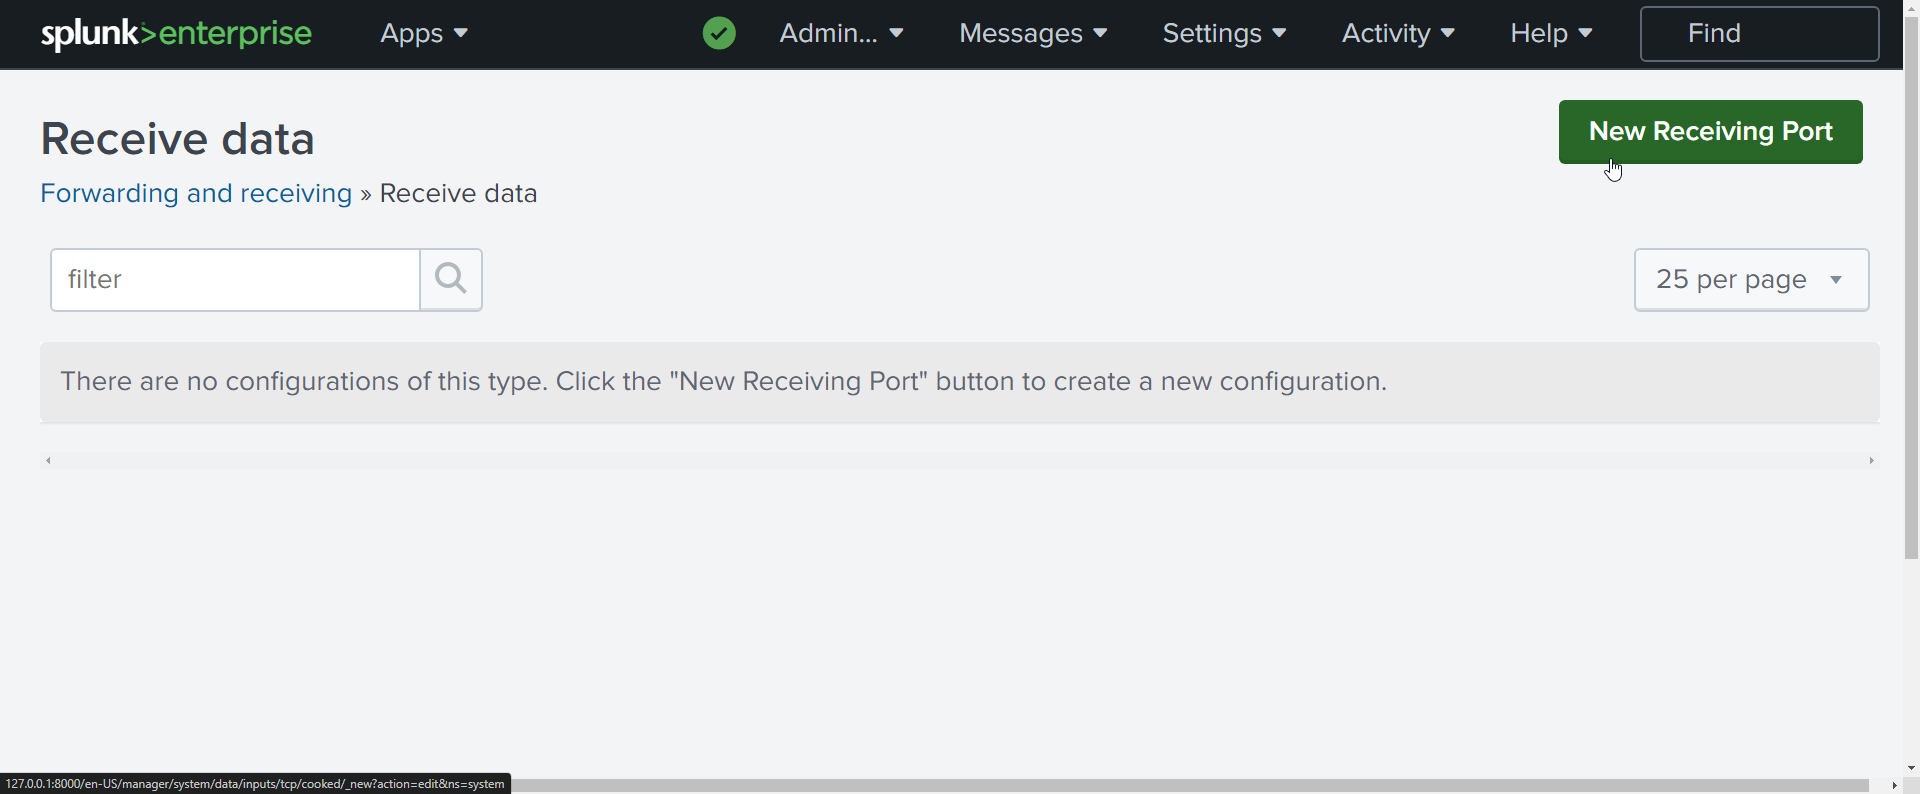 splunk>enterprise Apps Admin... Messages Settings Activity Help Find
Receive data
New Receiving Port
Forwarding and receiving » Receive data
filter
25 per page
There are no configurations of this type. Click the "New Receiving Port" button to create a new configuration.
127.0.0.1:8000/en-US/manager/system/data/inputs/tcp/cooked/_new?action=edit&ns=system